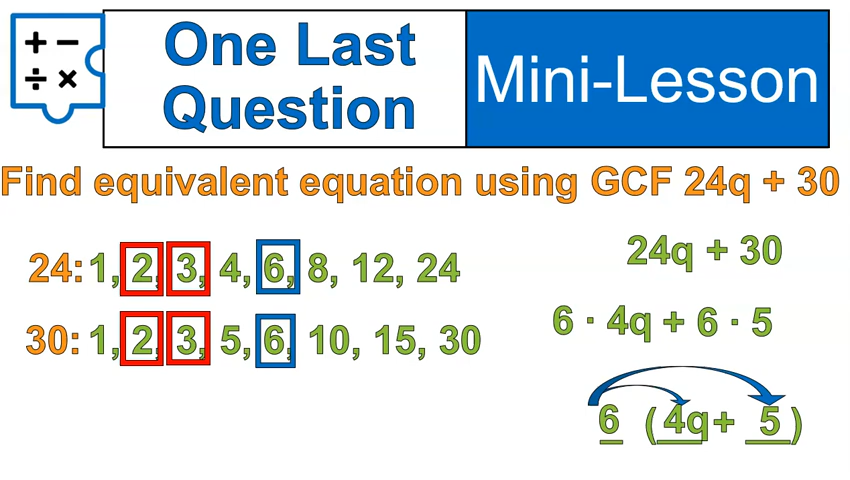 + −
÷ ×
One Last
Question
Mini-Lesson
Find equivalent equation using GCF 24q + 30
24: 1, 2, 3, 4, 6, 8, 12, 24
30: 1, 2, 3, 5, 6, 10, 15, 30
24q + 30
6 · 4q + 6 · 5
6 (4q+ 5)